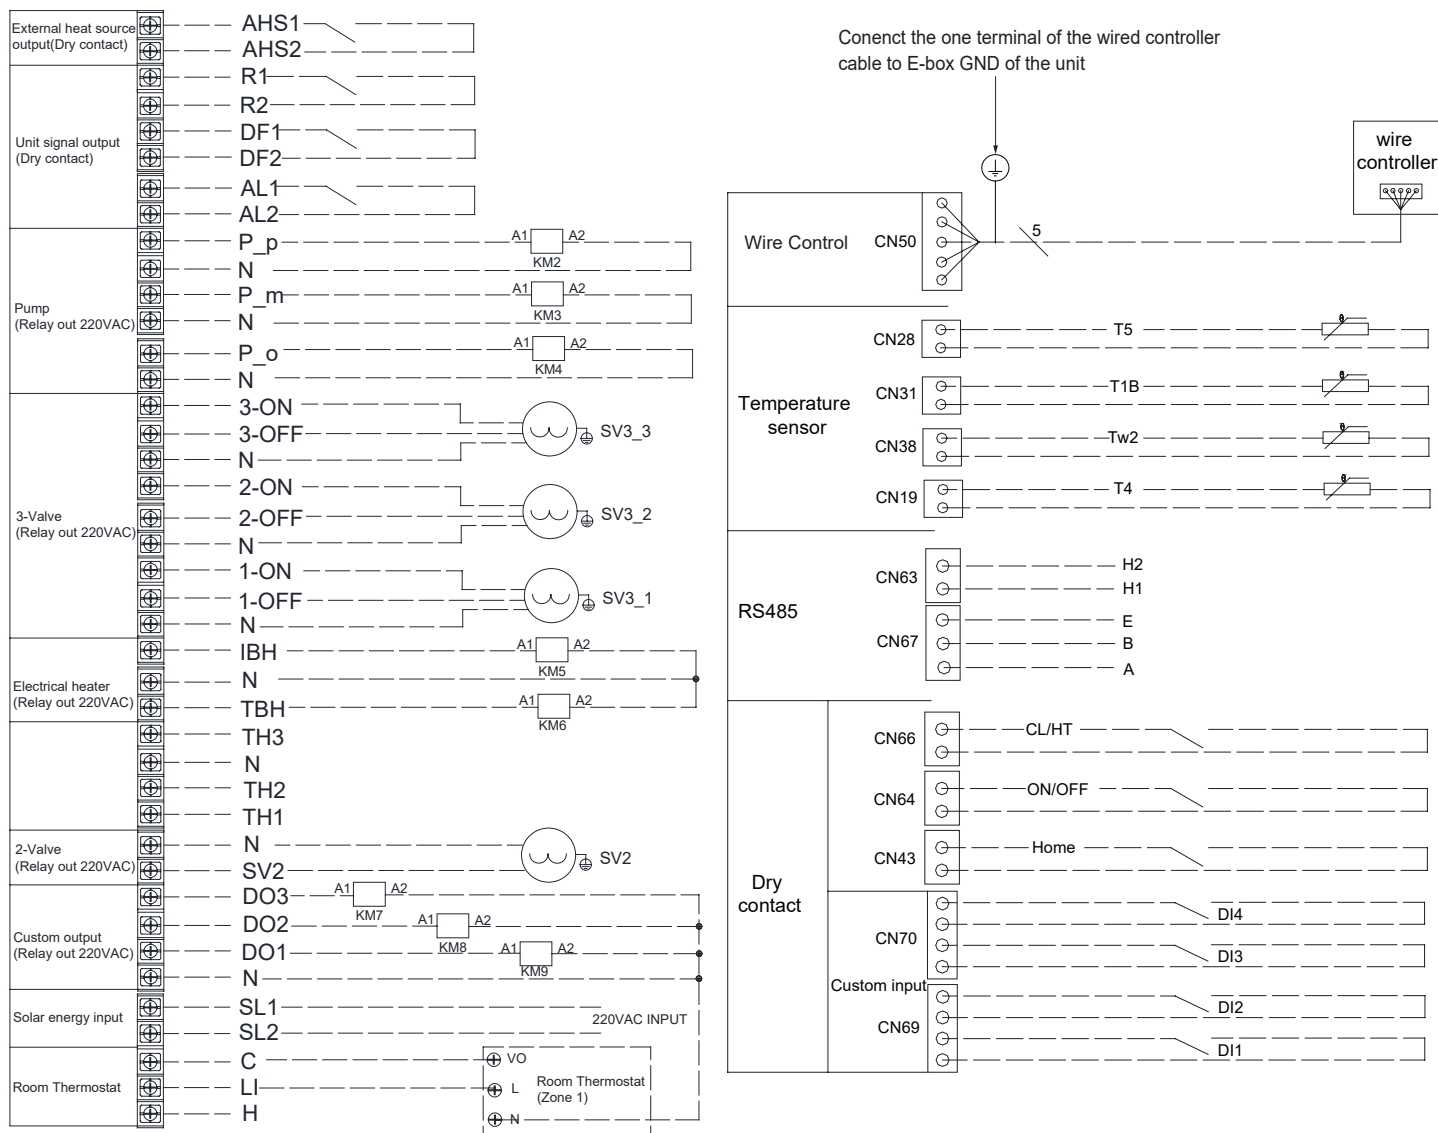 External heat source
output(Dry contact)
AHS1
AHS2
Unit signal output
(Dry contact)
R1
R2
DF1
DF2
AL1
AL2
Pump
(Relay out 220VAC)
P_p
A1
A2
KM2
N
P_m
A1
A2
KM3
N
P_o
A1
A2
KM4
N
3-Valve
(Relay out 220VAC)
3-ON
3-OFF
N
SV3_3
2-ON
2-OFF
N
SV3_2
1-ON
1-OFF
N
SV3_1
Electrical heater
(Relay out 220VAC)
IBH
A1
A2
KM5
N
TBH
A1
A2
KM6
TH3
N
TH2
TH1
2-Valve
(Relay out 220VAC)
N
SV2
SV2
Custom output
(Relay out 220VAC)
DO3
A1
A2
KM7
DO2
A1
A2
KM8
DO1
A1
A2
KM9
N
Solar energy input
SL1
SL2
220VAC INPUT
Room Thermostat
C
LI
H
VO
L
N
Room Thermostat
(Zone 1)
Conenct the one terminal of the wired controller
cable to E-box GND of the unit
wire
controller
Wire Control
CN50
5
Temperature
sensor
CN28
T5
CN31
T1B
CN38
Tw2
CN19
T4
RS485
CN63
H2
H1
CN67
E
B
A
Dry
contact
CN66
CL/HT
CN64
ON/OFF
CN43
Home
Custom input
CN70
DI4
DI3
CN69
DI2
DI1